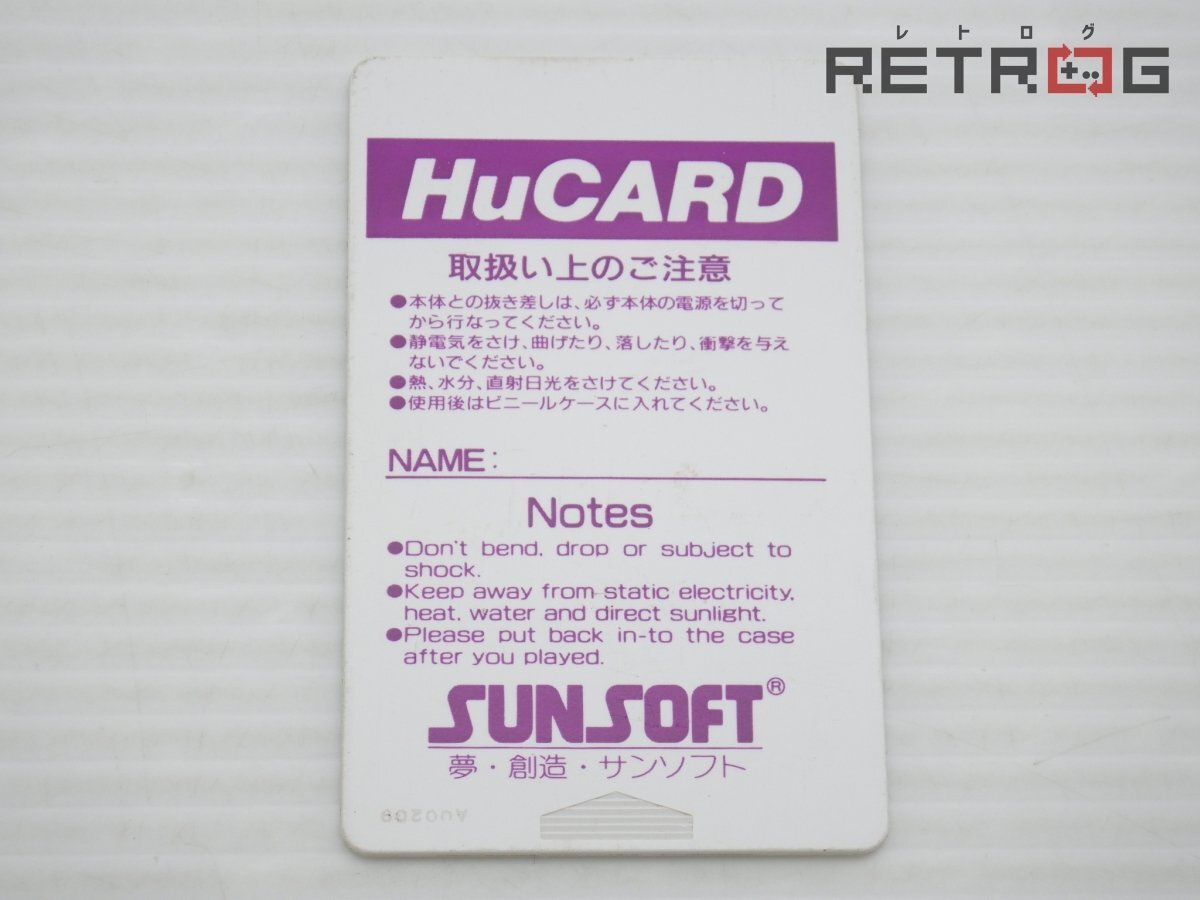 レトログ
RETROG
HuCARD
取扱い上のご注意
●本体との抜き差しは、必ず本体の電源を切って
から行なってください。
●静電気をさけ、曲げたり、落したり、衝撃を与え
ないでください。
●熱、水分、直射日光をさけてください。
●使用後はビニールケースに入れてください。
NAME:
Notes
●Don't bend, drop or subject to
shock.
●Keep away from static electricity,
heat, water and direct sunlight.
●Please put back in-to the case
after you played.
SUNSOFT®
夢・創造・サンソフト